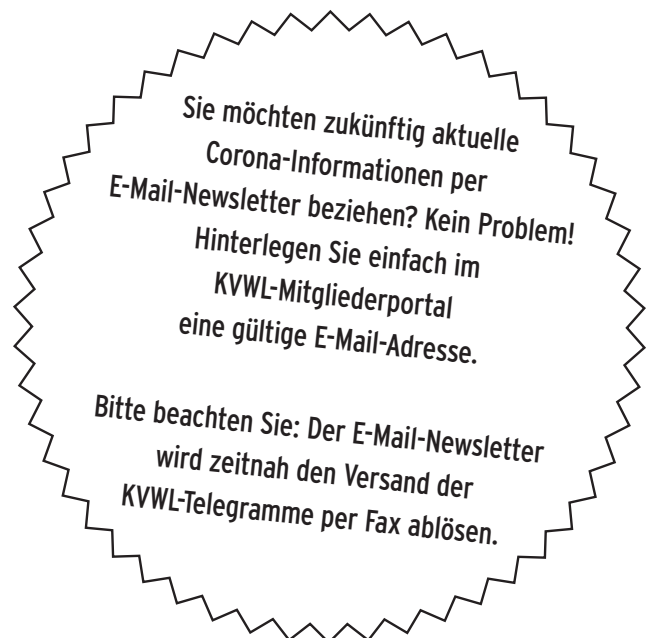 Sie möchten zukünftig aktuelle
Corona-Informationen per
E-Mail-Newsletter beziehen? Kein Problem!
Hinterlegen Sie einfach im
KVWL-Mitgliederportal
eine gültige E-Mail-Adresse.
Bitte beachten Sie: Der E-Mail-Newsletter
wird zeitnah den Versand der
KVWL-Telegramme per Fax ablösen.